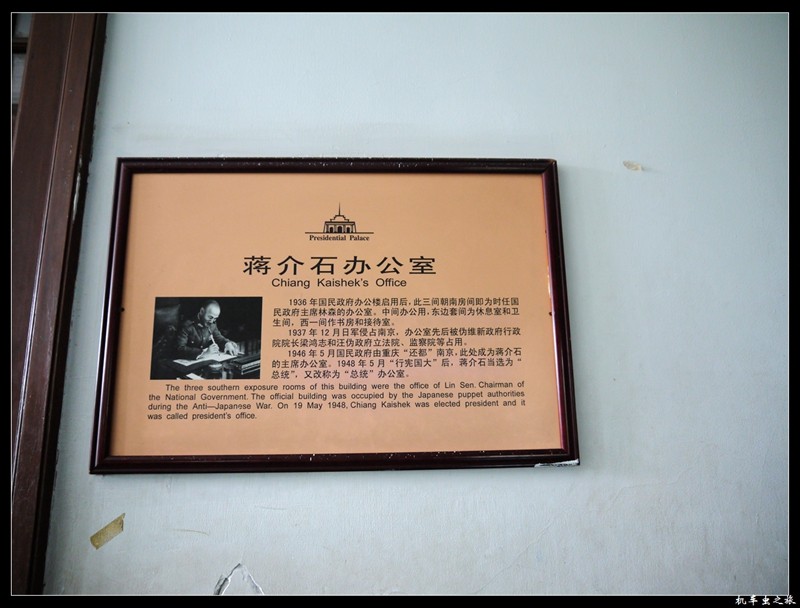 Presidential Palace
蒋介石办公室
Chiang Kaishek's Office
1936 年国民政府办公楼启用后，此三间朝南房间即为时任国
民政府主席林森的办公室。中间办公用，东边套间为休息室和卫
生间，西一间作书房和接待室。
1937 年 12 月日军侵占南京，办公室先后被伪维新政府行政
院院长梁鸿志和汪伪政府立法院、监察院等占用。
1946 年 5 月国民政府由重庆“还都”南京，此处成为蒋介石
的主席办公室。1948 年 5 月“行宪国大”后，蒋介石当选为“
总统”，又改称为“总统”办公室。
The three southern exposure rooms of this building were the office of Lin Sen. Chairman of
the National Government. The official building was occupied by the Japanese puppet authorities
during the Anti—Japanese War. On 19 May 1948, Chiang Kaishek was elected president and it
was called president's office.
机车虫之旅